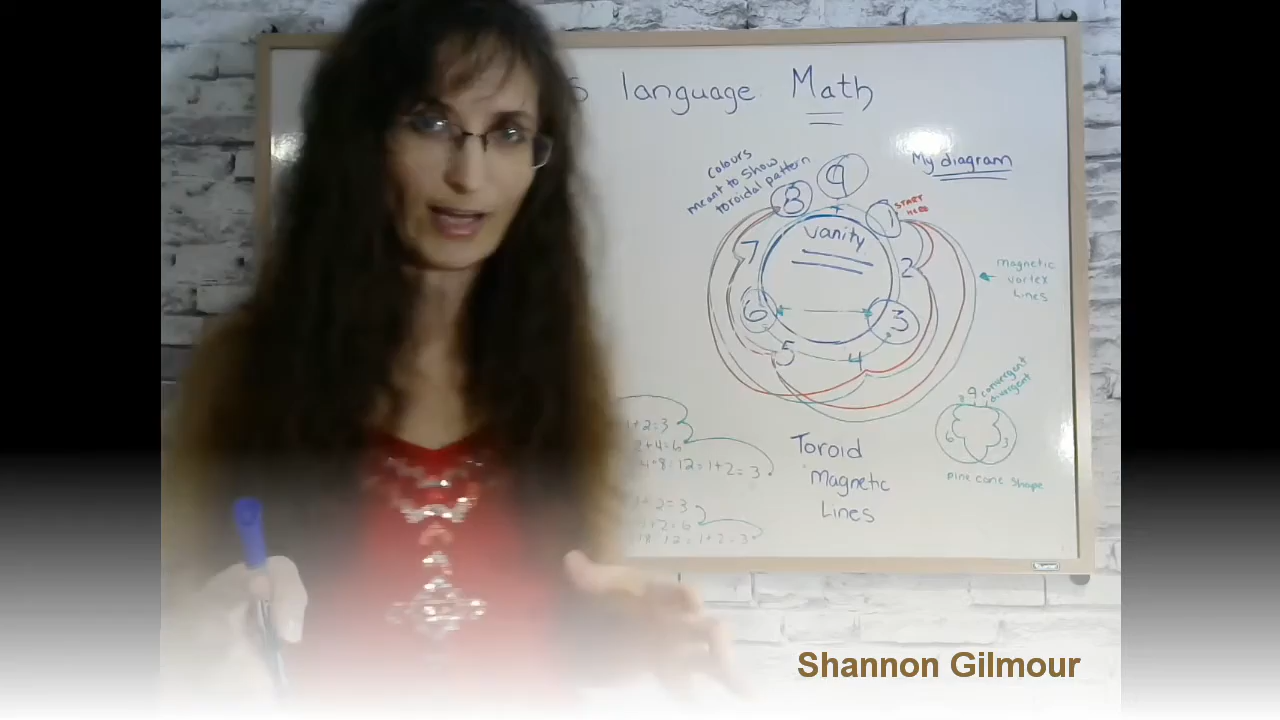 language Math
My diagram
colours
meant to show
toroidal pattern
9
8
1
START
HERE
vanity
7
2
magnetic
vortex
Lines
6
3
5
4
9 convergent
divergent
6
3
pine cone shape
1+2=3
2+4=6
4+8:12=1+2=3
Toroid
Magnetic
Lines
1+2=3
1+2=6
12=1+2=3
Shannon Gilmour